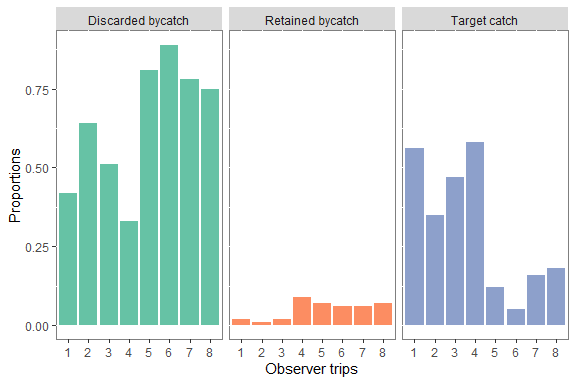 Discarded bycatch Retained bycatch Target catch
Proportions
0.75
0.50
0.25
0.00
1 2 3 4 5 6 7 8 1 2 3 4 5 6 7 8 1 2 3 4 5 6 7 8
Observer trips